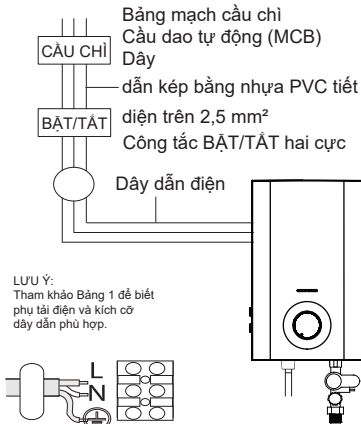 Bảng mạch cầu chì
Cầu dao tự động (MCB)
CẦU CHÌ
Dây
dẫn kép bằng nhựa PVC tiết
BẬT/TẮT
diện trên 2,5 mm²
Công tắc BẬT/TẮT hai cực
Dây dẫn điện
LƯU Ý:
Tham khảo Bảng 1 để biết
phụ tải điện và kích cỡ
dây dẫn phù hợp.
L
N